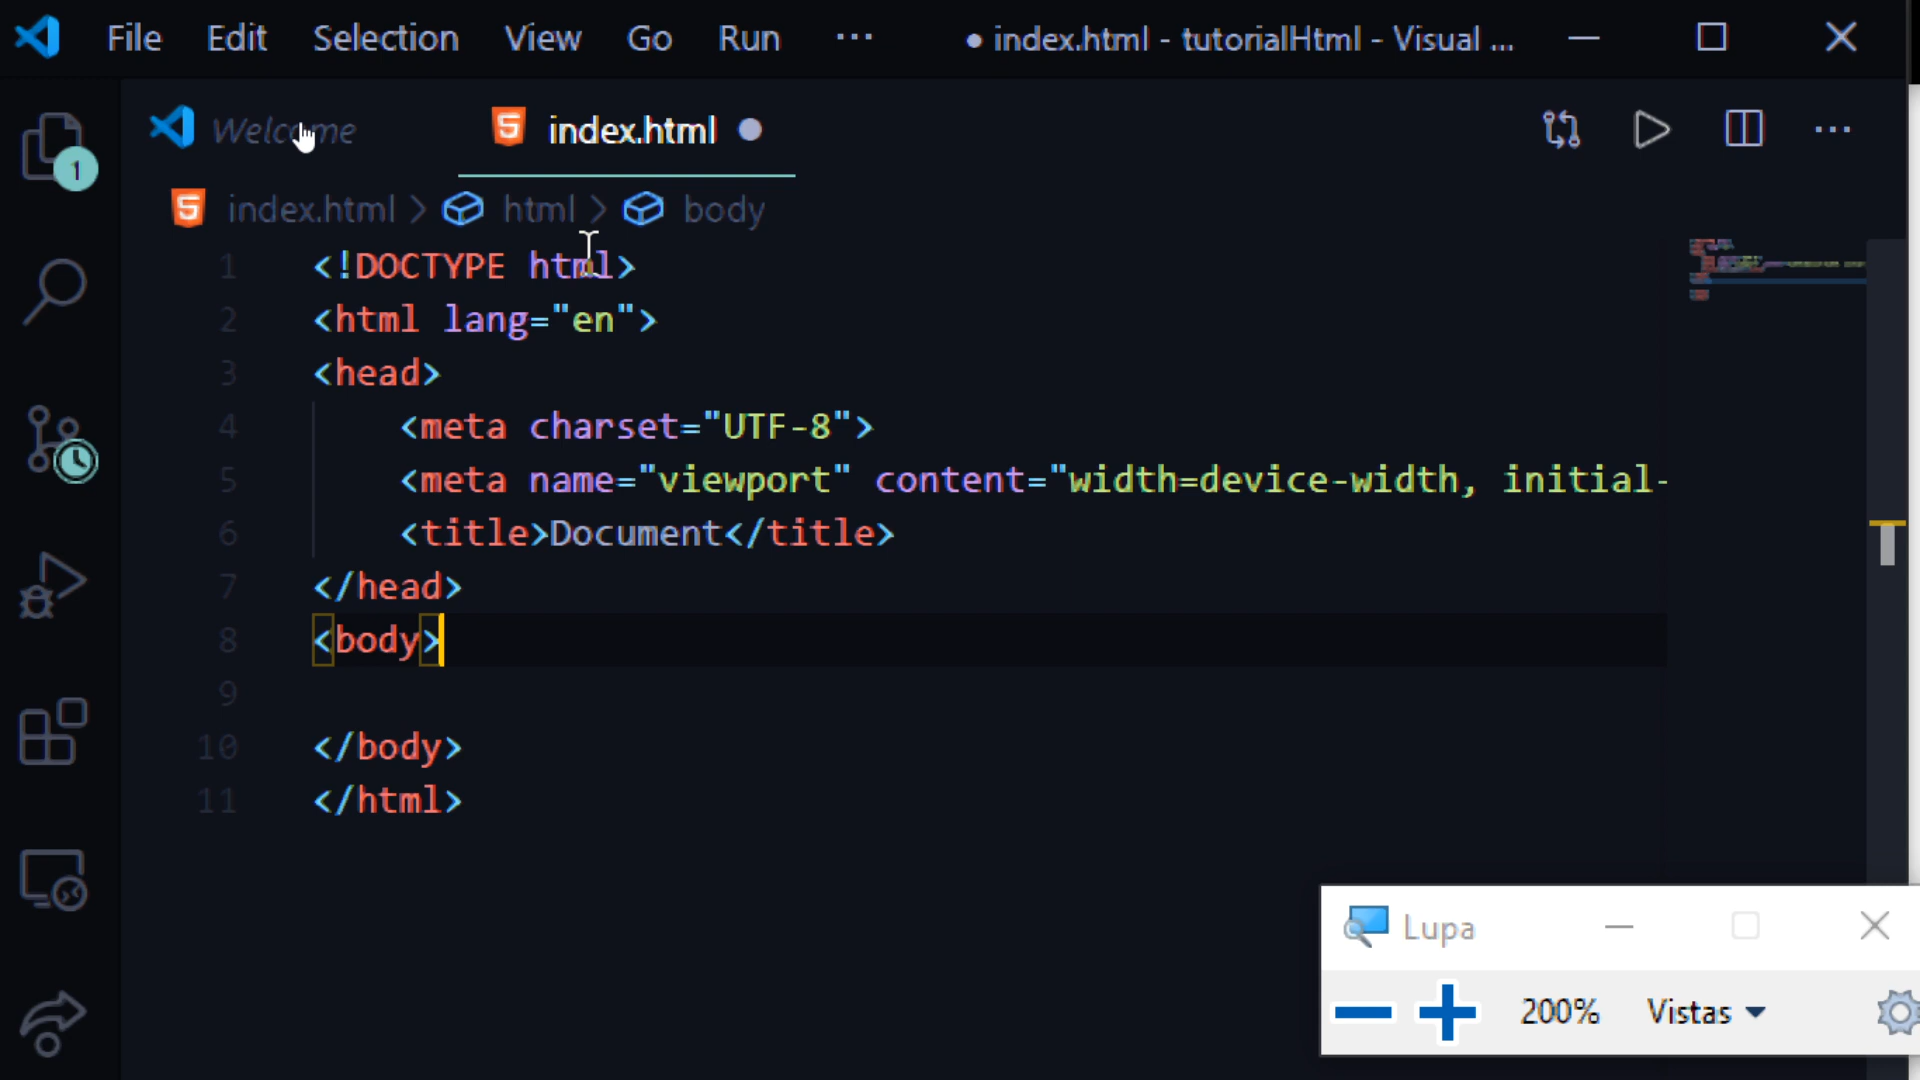 File Edit Selection View Go Run ··· ● index.html - tutorialHtml - Visual ...
Welcome index.html ●
index.html > html > body
1 <!DOCTYPE html>
2 <html lang="en">
3 <head>
4 <meta charset="UTF-8">
5 <meta name="viewport" content="width=device-width, initial-
6 <title>Document</title>
7 </head>
8 <body>
9
10 </body>
11 </html>
1
Lupa
200% Vistas